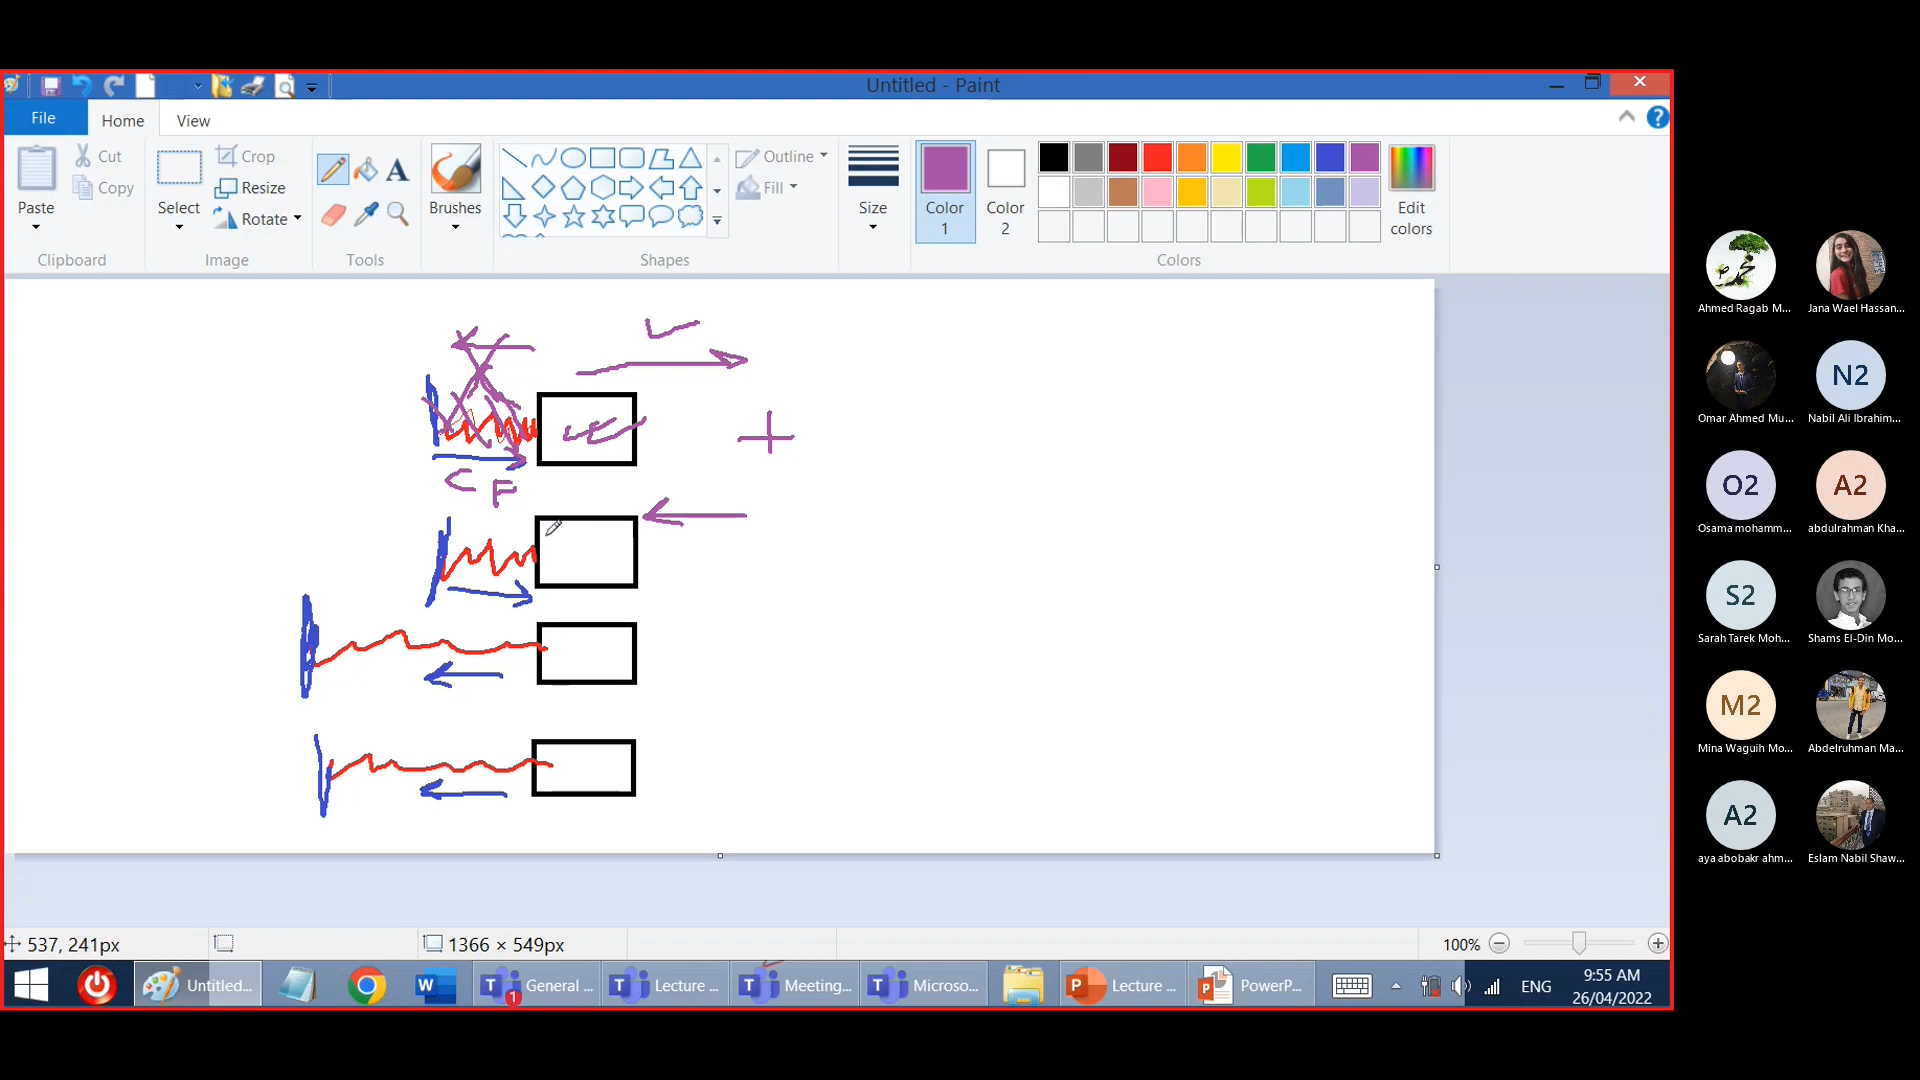 Untitled - Paint
File
Home
View
Paste
Cut
Copy
Clipboard
Select
Crop
Resize
Rotate
Image
A
Tools
Brushes
Shapes
Outline
Fill
Size
Color
1
Color
2
Edit
colors
Colors
C F
537, 241px
1366 × 549px
100%
Untitled...
General ...
1
Lecture ...
Meeting...
Microso...
Lecture ...
PowerP...
ENG
9:55 AM
26/04/2022
Ahmed Ragab M...
Jana Wael Hassan...
Omar Ahmed Mu...
N2
Nabil Ali Ibrahim...
O2
Osama mohamm...
A2
abdulrahman Kha...
S2
Sarah Tarek Moh...
Shams El-Din Mo...
M2
Mina Waguih Mo...
Abdelruhman Ma...
A2
aya abobakr ahm...
Eslam Nabil Shaw...